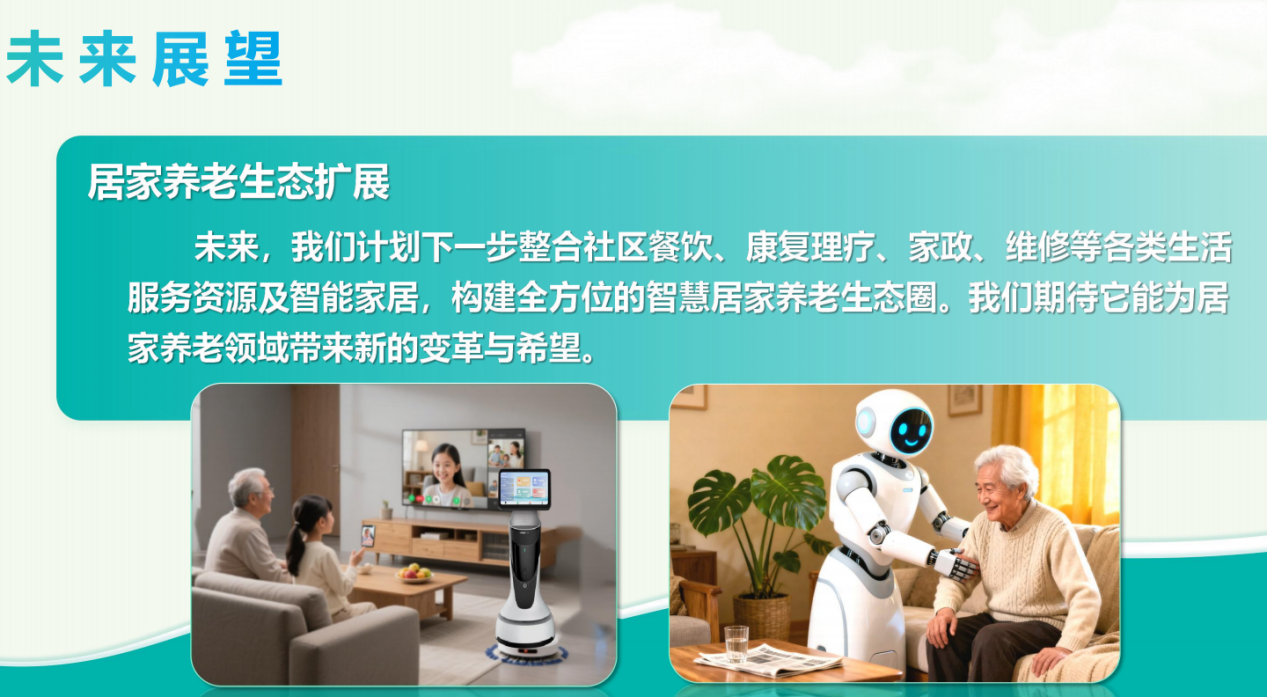 未来展望
居家养老生态扩展
未来，我们计划下一步整合社区餐饮、康复理疗、家政、维修等各类生活
服务资源及智能家居，构建全方位的智慧居家养老生态圈。我们期待它能为居
家养老领域带来新的变革与希望。